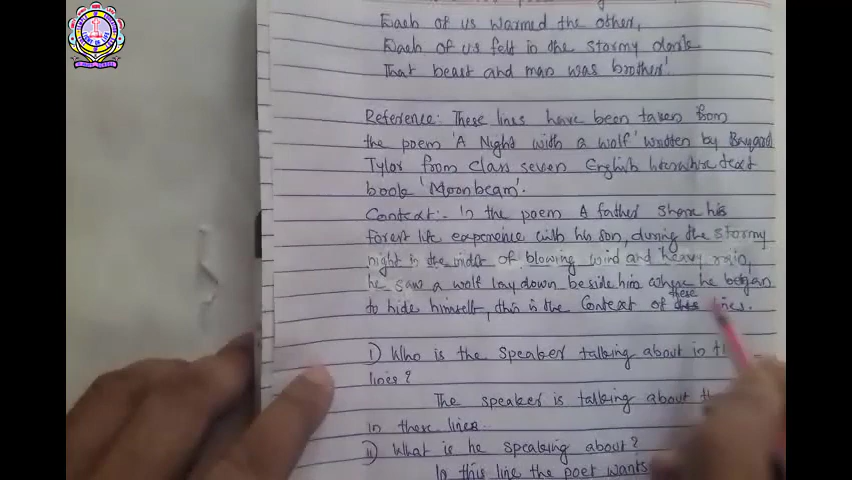 Each of us warmed the other,
Each of us felt in the stormy dark
That beast and man was brother'.
Reference: These lines have been taken from
the poem 'A Night with a wolf' written by Bayard
Tylor from class seven English literature text
book 'Moonbeam'.
Context:- In the poem A father share his
forest life experience with his son, during the stormy
night in the midst of blowing wind and heavy rain,
he saw a wolf lay down beside him where he began
to hide himself, this is the Context of these lines.
i) Who is the speaker talking about in
lines?
The speaker is talking about
in these lines.
ii) What is he speaking about?
In this line the poet wants